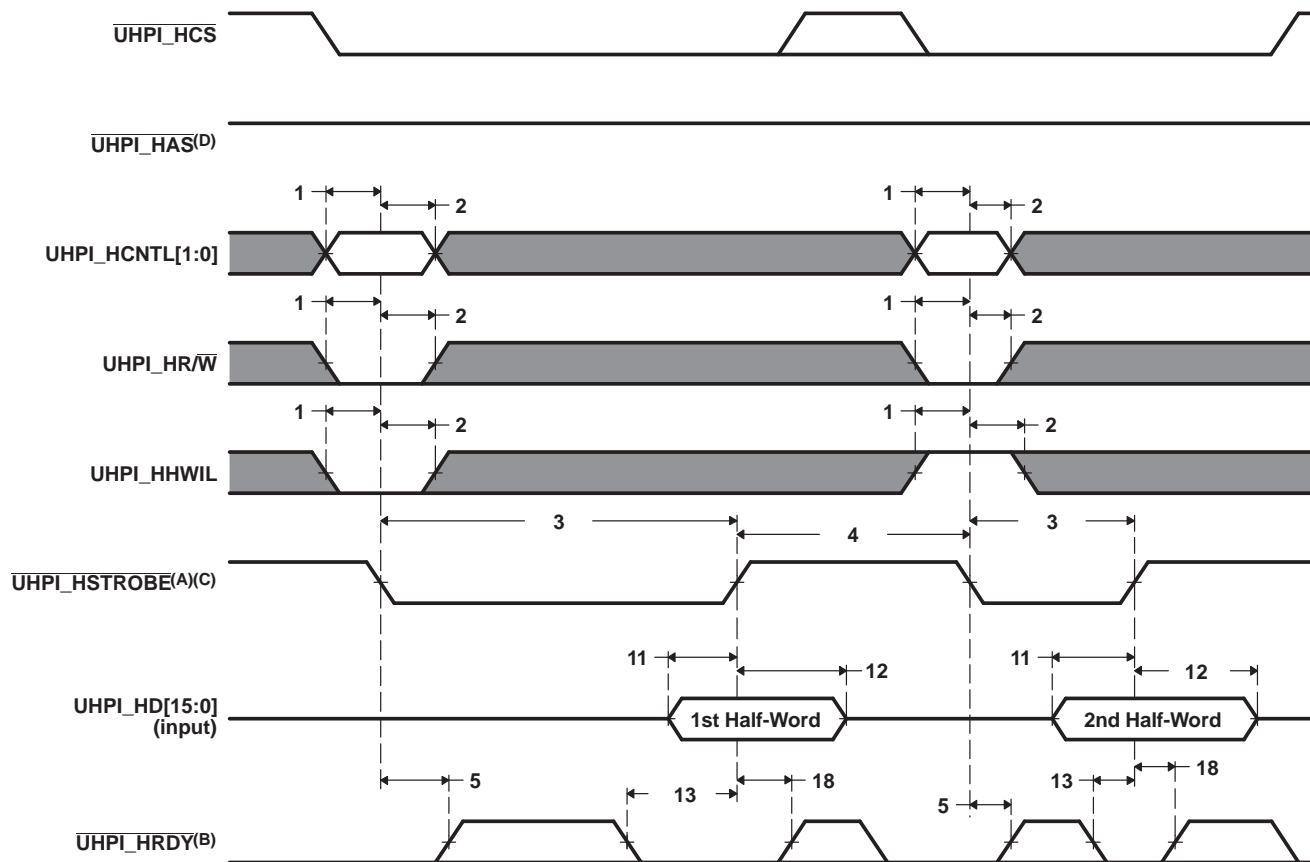 UHPI_HCS
UHPI_HAS(D)
1
2
1
2
UHPI_HCNTL[1:0]
1
2
1
2
UHPI_HR/W
1
2
1
2
UHPI_HHWIL
3
4
3
UHPI_HSTROBE(A)(C)
11
12
11
12
UHPI_HD[15:0]
(input)
1st Half-Word
2nd Half-Word
5
13
18
5
13
18
UHPI_HRDY(B)